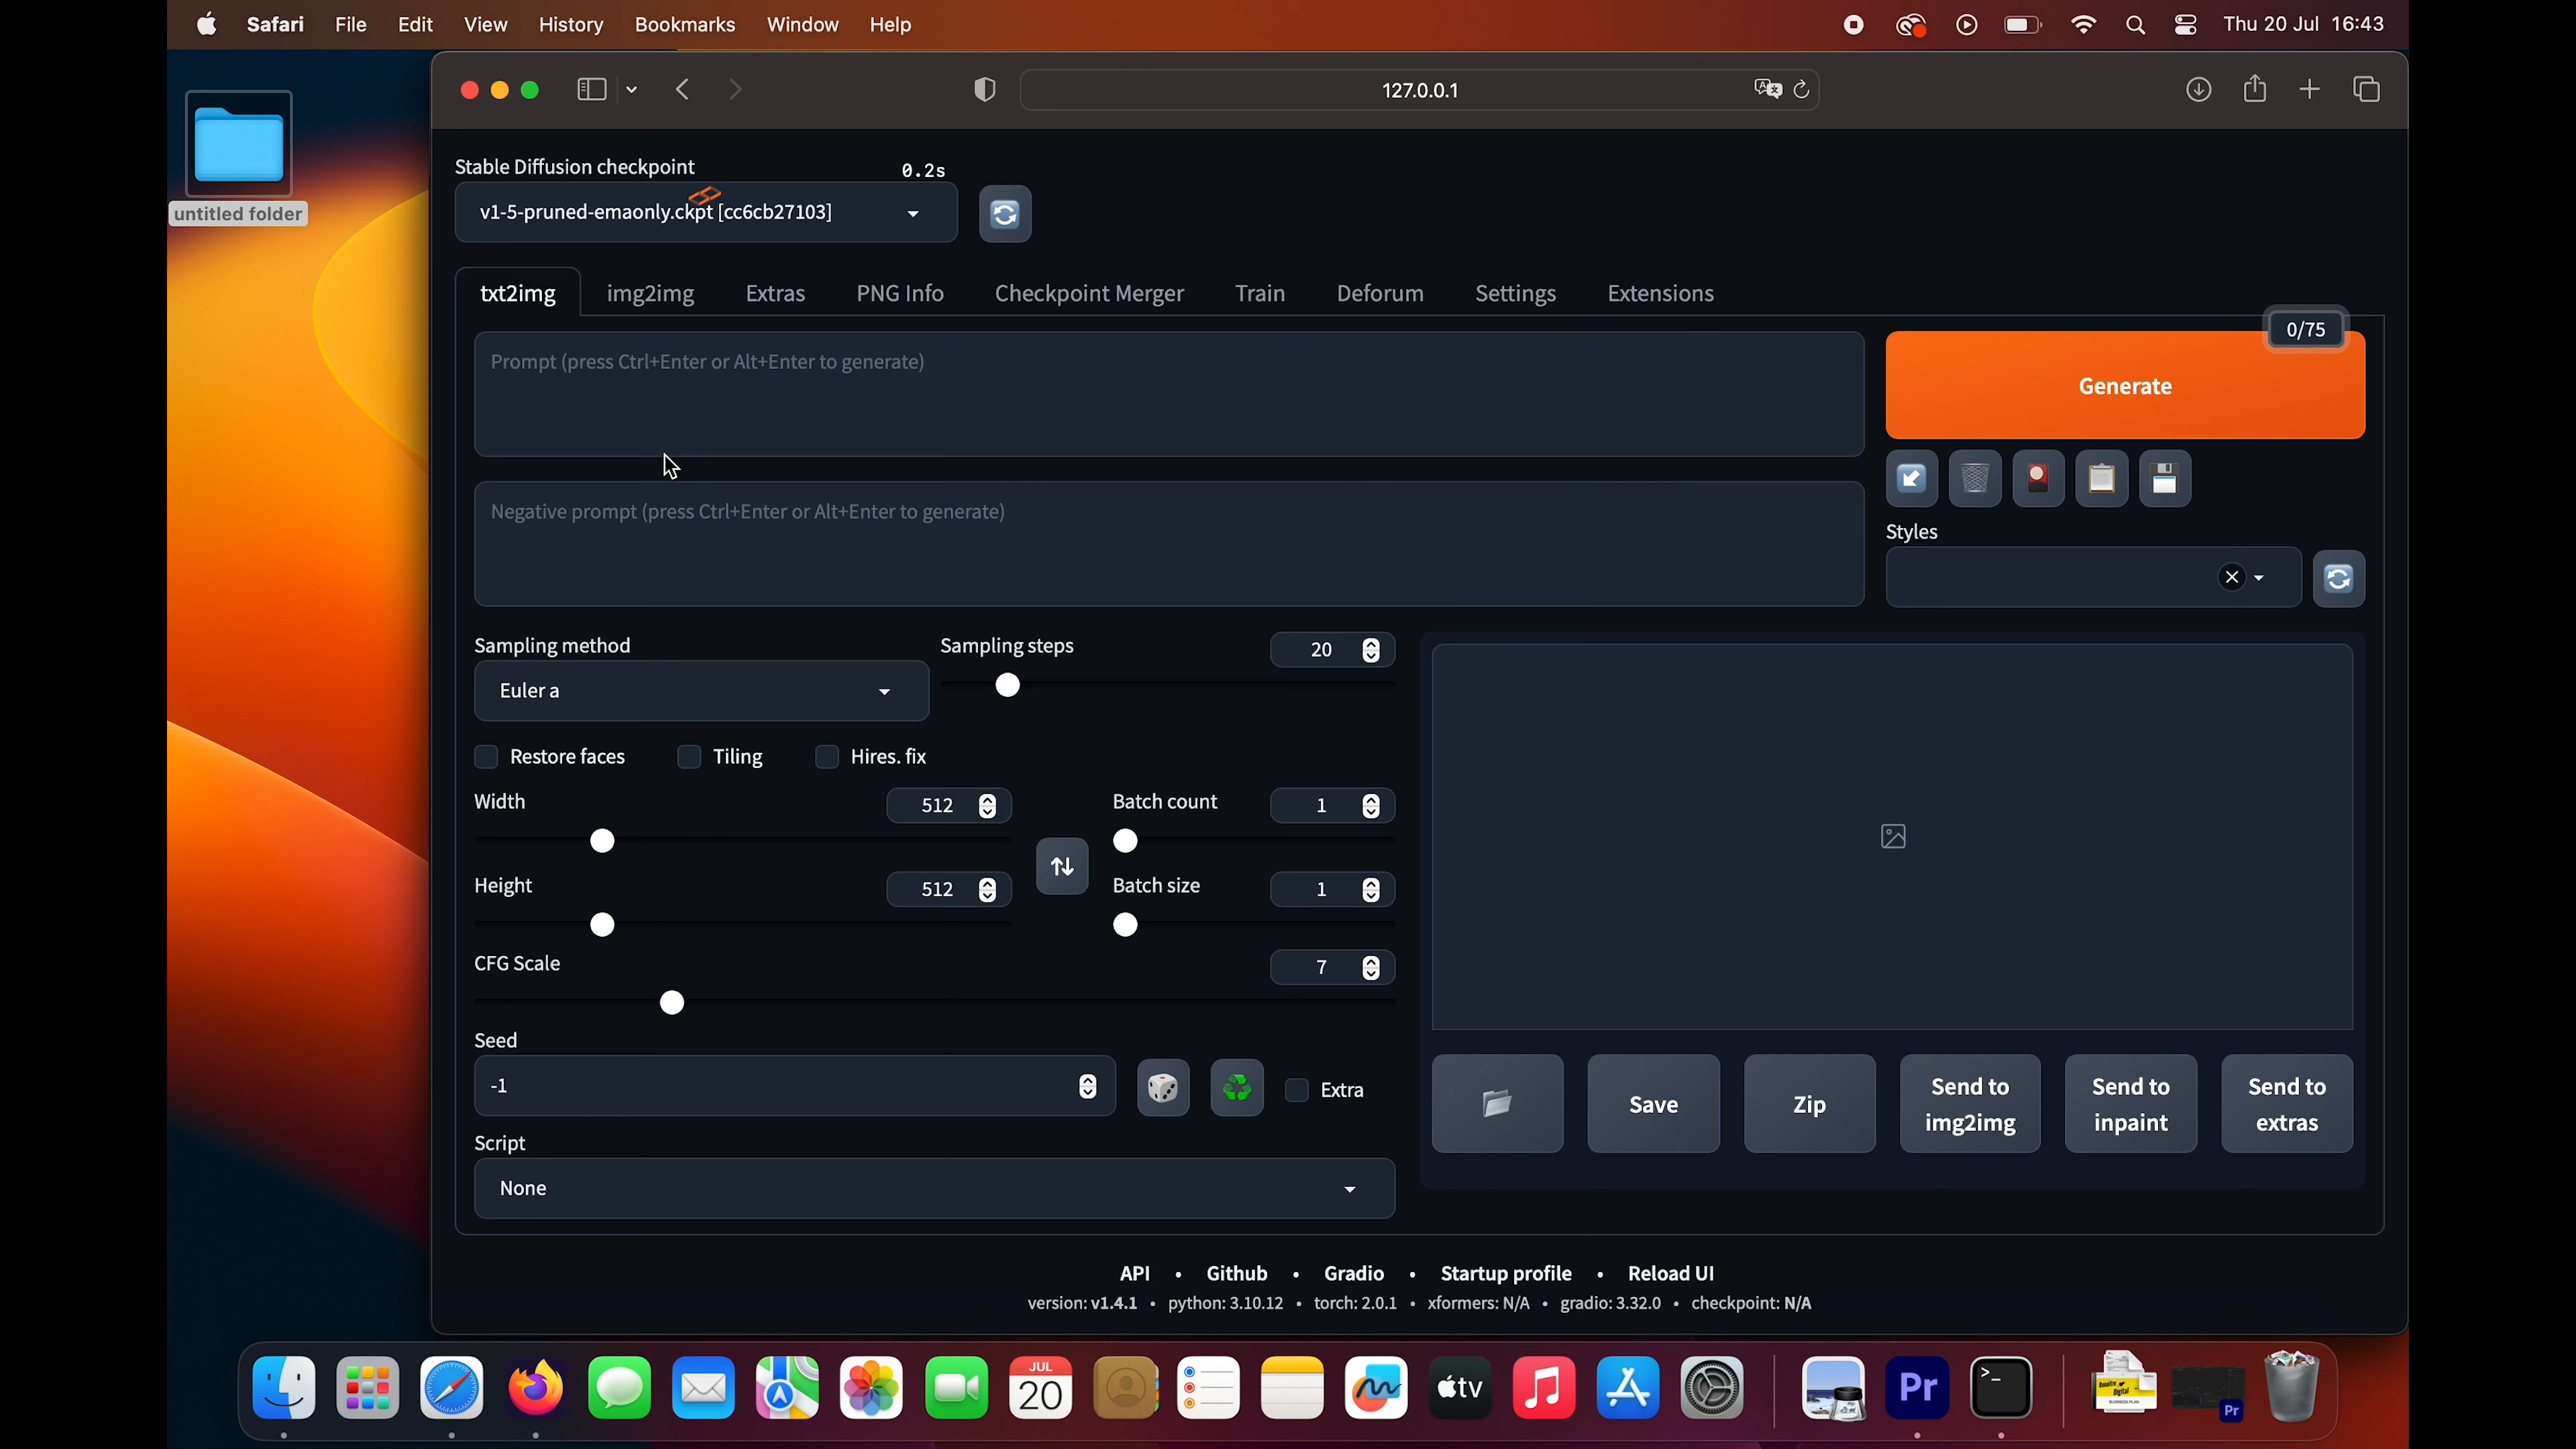 Safari File Edit View History Bookmarks Window Help Thu 20 Jul 16:43
127.0.0.1
untitled folder
Stable Diffusion checkpoint 0.2s
v1-5-pruned-emaonly.ckpt [cc6cb27103]
txt2img img2img Extras PNG Info Checkpoint Merger Train Deforum Settings Extensions
0/75
Prompt (press Ctrl+Enter or Alt+Enter to generate)
Generate
Negative prompt (press Ctrl+Enter or Alt+Enter to generate)
Styles
Sampling method Sampling steps 20
Euler a
Restore faces Tiling Hires. fix
Width 512 Batch count 1
Height 512 Batch size 1
CFG Scale 7
Seed
-1 Extra
Save Zip Send to img2img Send to inpaint Send to extras
Script
None
API • Github • Gradio • Startup profile • Reload UI
version: v1.4.1 • python: 3.10.12 • torch: 2.0.1 • xformers: N/A • gradio: 3.32.0 • checkpoint: N/A
JUL
20
tv
Pr
>_
Pr